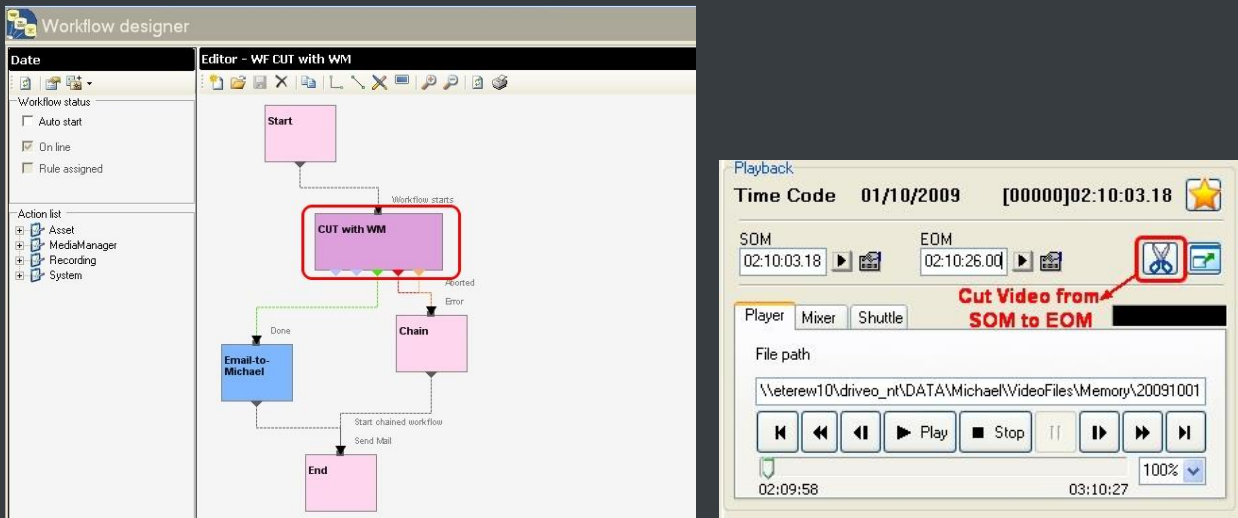 Workflow designer
Date
Workflow status
Auto start
On line
Rule assigned
Action list
Asset
MediaManager
Recording
System
Editor - WF CUT with WM
Start
Workflow starts
CUT with WM
Aborted
Error
Done
Chain
Email-to-
Michael
Start chained workflow
Send Mail
End
Playback
Time Code 01/10/2009 [00000]02:10:03.18
SOM EOM
02:10:03.18 02:10:26.00
Cut Video from
SOM to EOM
Player Mixer Shuttle
File path
\\eterew10\driveo_nt\DATA\Michael\VideoFiles\Memory\20091001
Play Stop
100%
02:09:58 03:10:27